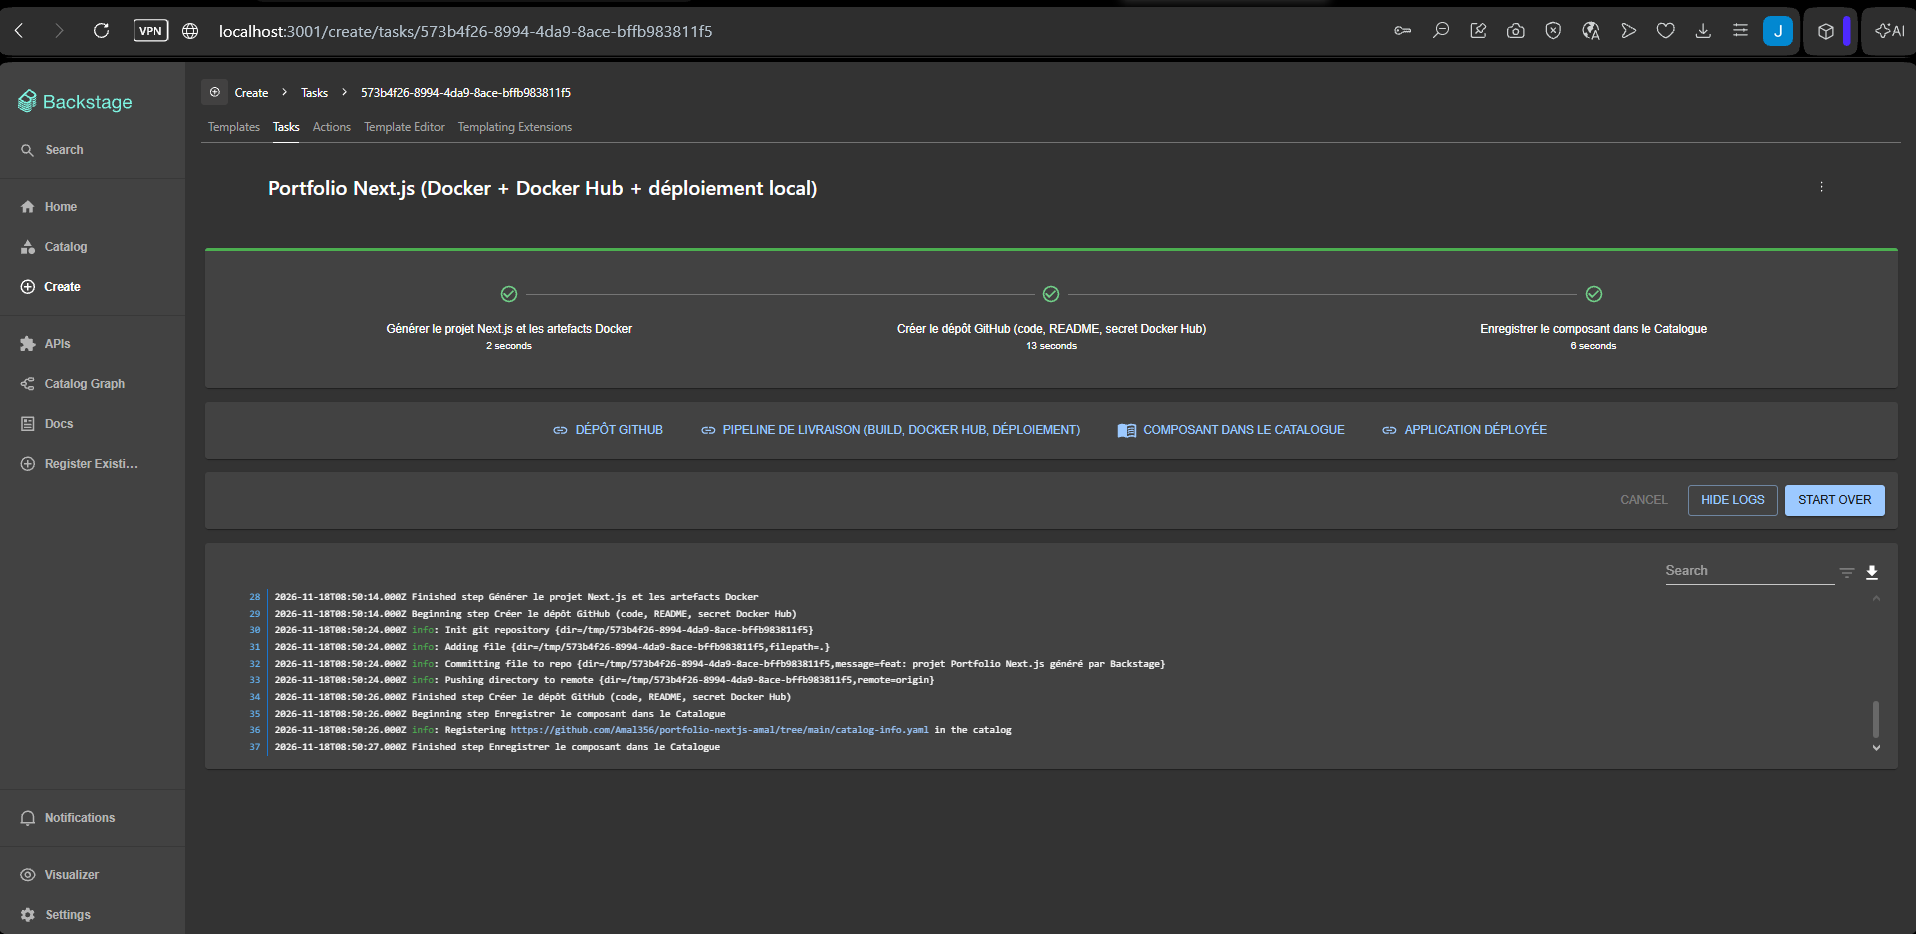 VPN
localhost:3001/create/tasks/573b4f26-8994-4da9-8ace-bffb983811f5
J
AI
Backstage
Search
Home
Catalog
Create
APIs
Catalog Graph
Docs
Register Existi...
Notifications
Visualizer
Settings
Create > Tasks > 573b4f26-8994-4da9-8ace-bffb983811f5
Templates Tasks Actions Template Editor Templating Extensions
Portfolio Next.js (Docker + Docker Hub + déploiement local)
Générer le projet Next.js et les artefacts Docker
2 seconds
Créer le dépôt GitHub (code, README, secret Docker Hub)
13 seconds
Enregistrer le composant dans le Catalogue
6 seconds
DÉPÔT GITHUB
PIPELINE DE LIVRAISON (BUILD, DOCKER HUB, DÉPLOIEMENT)
COMPOSANT DANS LE CATALOGUE
APPLICATION DÉPLOYÉE
CANCEL
HIDE LOGS
START OVER
Search
28 2026-11-18T08:50:14.000Z Finished step Générer le projet Next.js et les artefacts Docker
29 2026-11-18T08:50:14.000Z Beginning step Créer le dépôt GitHub (code, README, secret Docker Hub)
30 2026-11-18T08:50:24.000Z info: Init git repository {dir=/tmp/573b4f26-8994-4da9-8ace-bffb983811f5}
31 2026-11-18T08:50:24.000Z info: Adding file {dir=/tmp/573b4f26-8994-4da9-8ace-bffb983811f5,filepath=.}
32 2026-11-18T08:50:24.000Z info: Committing file to repo {dir=/tmp/573b4f26-8994-4da9-8ace-bffb983811f5,message=feat: projet Portfolio Next.js généré par Backstage}
33 2026-11-18T08:50:24.000Z info: Pushing directory to remote {dir=/tmp/573b4f26-8994-4da9-8ace-bffb983811f5,remote=origin}
34 2026-11-18T08:50:26.000Z Finished step Créer le dépôt GitHub (code, README, secret Docker Hub)
35 2026-11-18T08:50:26.000Z Beginning step Enregistrer le composant dans le Catalogue
36 2026-11-18T08:50:26.000Z info: Registering https://github.com/Amal356/portfolio-nextjs-amal/tree/main/catalog-info.yaml in the catalog
37 2026-11-18T08:50:27.000Z Finished step Enregistrer le composant dans le Catalogue